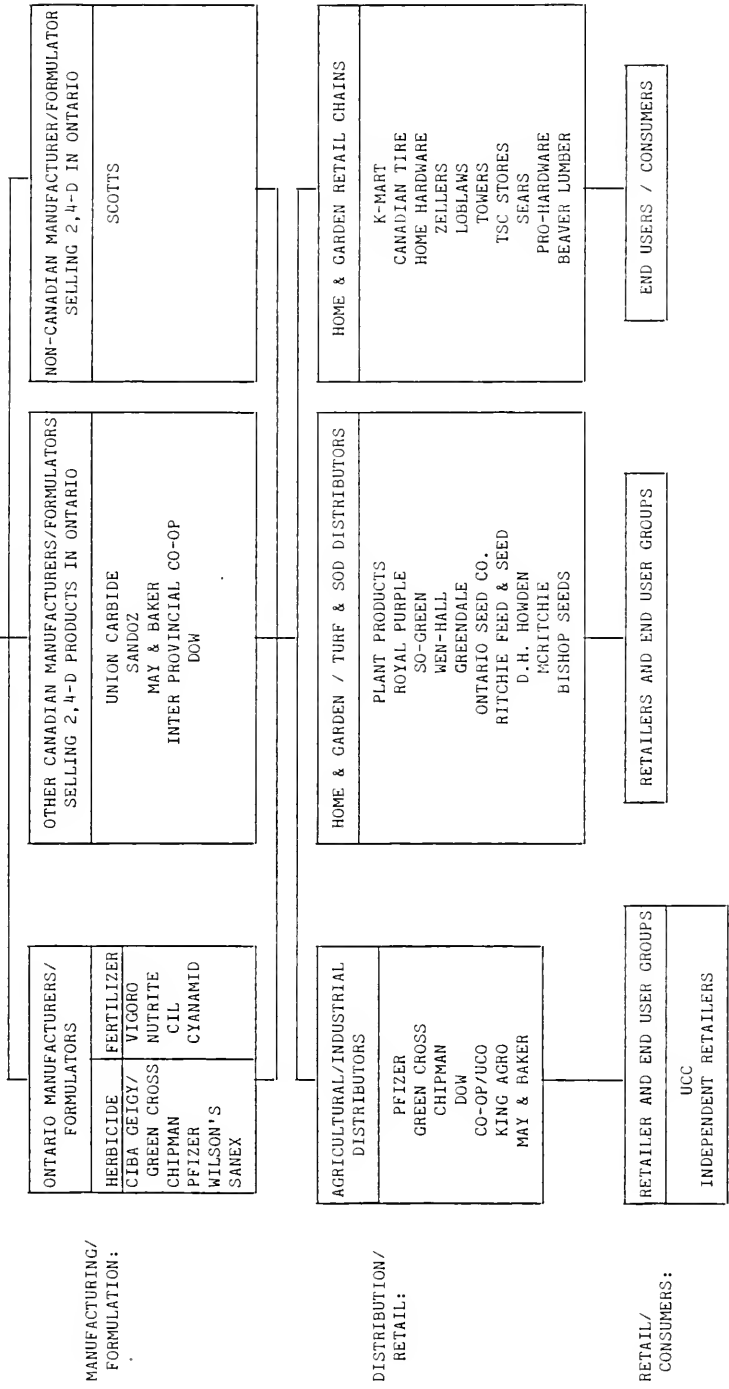 MANUFACTURING/
FORMULATION:
ONTARIO MANUFACTURERS/
FORMULATORS
HERBICIDE
CIBA GEIGY/
GREEN CROSS
CHIPMAN
PFIZER
WILSON'S
SANEX
FERTILIZER
VIGORO
NUTRITE
CIL
CYANAMID
OTHER CANADIAN MANUFACTURERS/FORMULATORS
SELLING 2,4-D PRODUCTS IN ONTARIO
UNION CARBIDE
SANDOZ
MAY & BAKER
INTER PROVINCIAL CO-OP
DOW
NON-CANADIAN MANUFACTURER/FORMULATOR
SELLING 2,4-D IN ONTARIO
SCOTTS
DISTRIBUTION/
RETAIL:
AGRICULTURAL/INDUSTRIAL
DISTRIBUTORS
PFIZER
GREEN CROSS
CHIPMAN
DOW
CO-OP/UCO
KING AGRO
MAY & BAKER
HOME & GARDEN / TURF & SOD DISTRIBUTORS
PLANT PRODUCTS
ROYAL PURPLE
SO-GREEN
WEN-HALL
GREENDALE
ONTARIO SEED CO.
RITCHIE FEED & SEED
D.H. HOWDEN
MCRITCHIE
BISHOP SEEDS
HOME & GARDEN RETAIL CHAINS
K-MART
CANADIAN TIRE
HOME HARDWARE
ZELLERS
LOBLAWS
TOWERS
TSC STORES
SEARS
PRO-HARDWARE
BEAVER LUMBER
RETAIL/
CONSUMERS:
RETAILER AND END USER GROUPS
UCC
INDEPENDENT RETAILERS
RETAILERS AND END USER GROUPS
END USERS / CONSUMERS